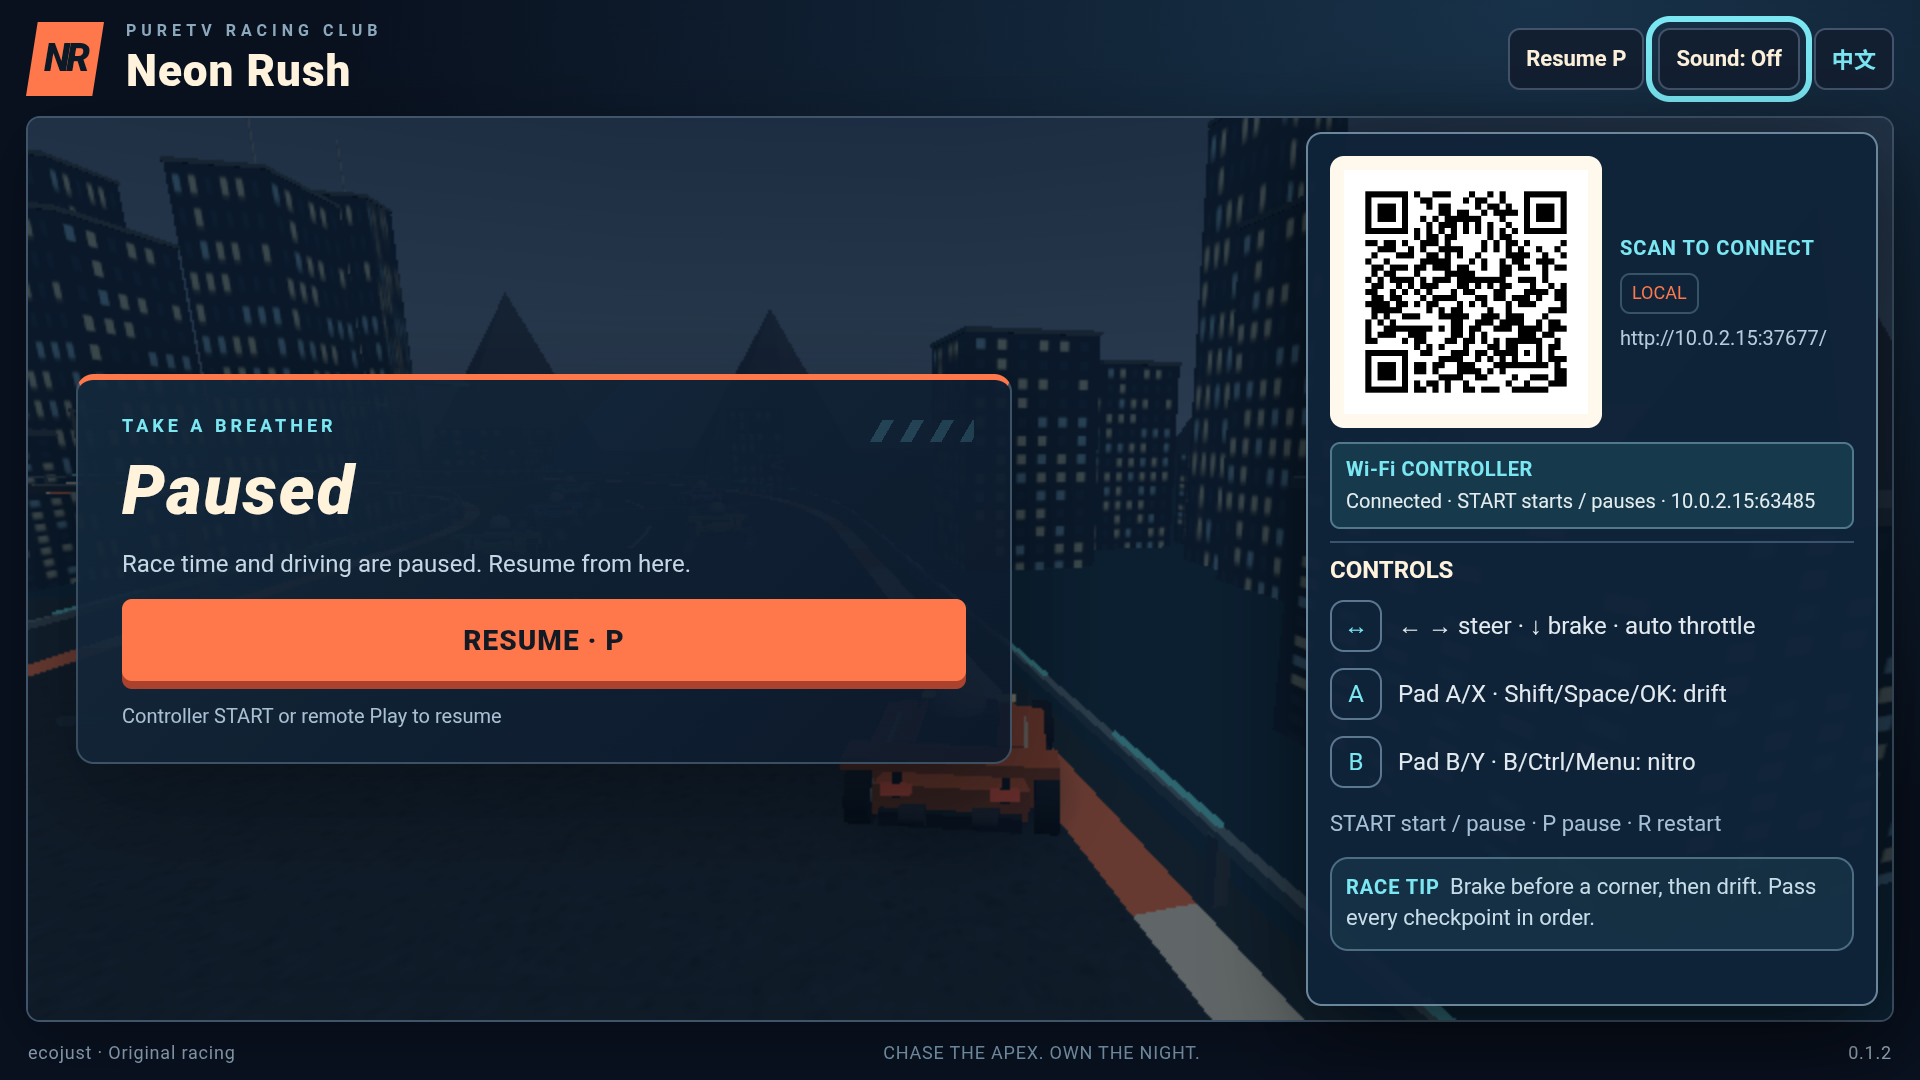 NR
PURETV RACING CLUB
Neon Rush
Resume P
Sound: Off
中文
TAKE A BREATHER
Paused
Race time and driving are paused. Resume from here.
RESUME · P
Controller START or remote Play to resume
SCAN TO CONNECT
LOCAL
http://10.0.2.15:37677/
Wi-Fi CONTROLLER
Connected · START starts / pauses · 10.0.2.15:63485
CONTROLS
↔ ← → steer · ↓ brake · auto throttle
A Pad A/X · Shift/Space/OK: drift
B Pad B/Y · B/Ctrl/Menu: nitro
START start / pause · P pause · R restart
RACE TIP Brake before a corner, then drift. Pass
every checkpoint in order.
ecojust · Original racing
CHASE THE APEX. OWN THE NIGHT.
0.1.2